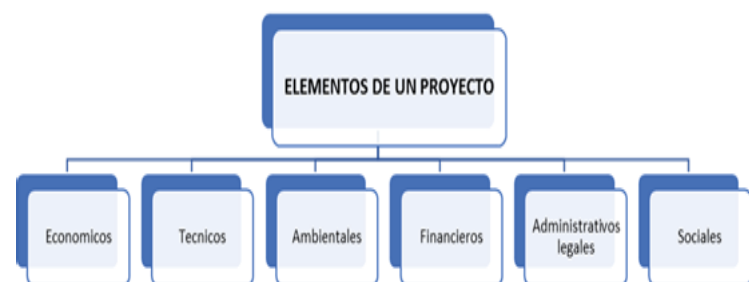 ELEMENTOS DE UN PROYECTO
Economicos
Tecnicos
Ambientales
Financieros
Administrativos
legales
Sociales